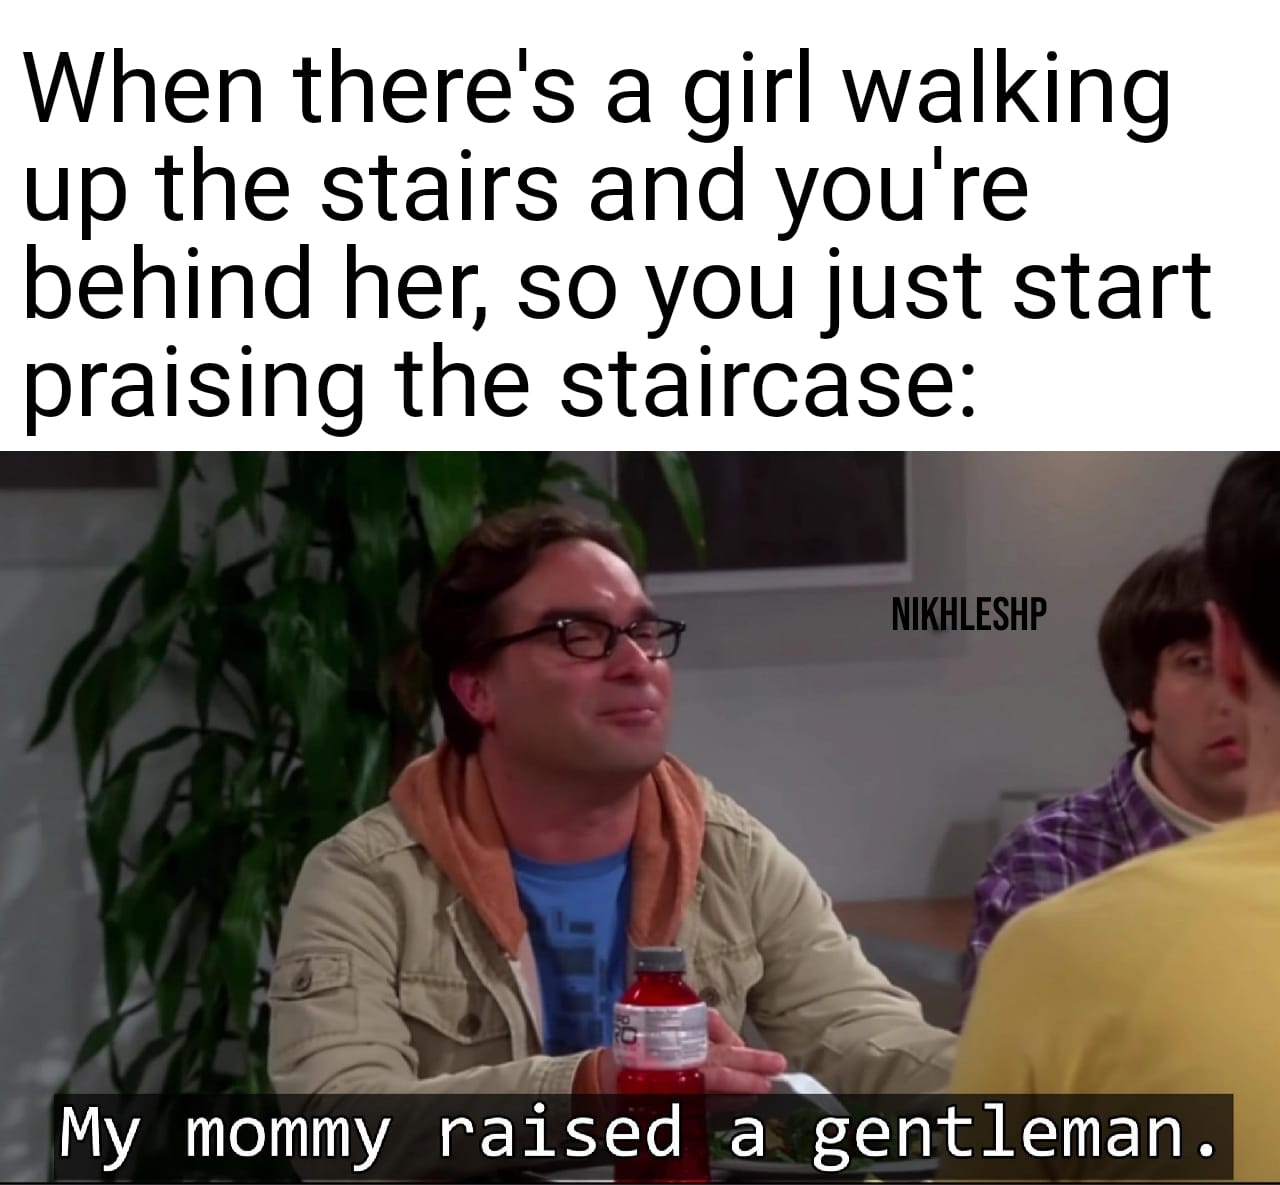 When there's a girl walking
up the stairs and you're
behind her, so you just start
praising the staircase:
NIKHLESHP
My mommy raised a gentleman.